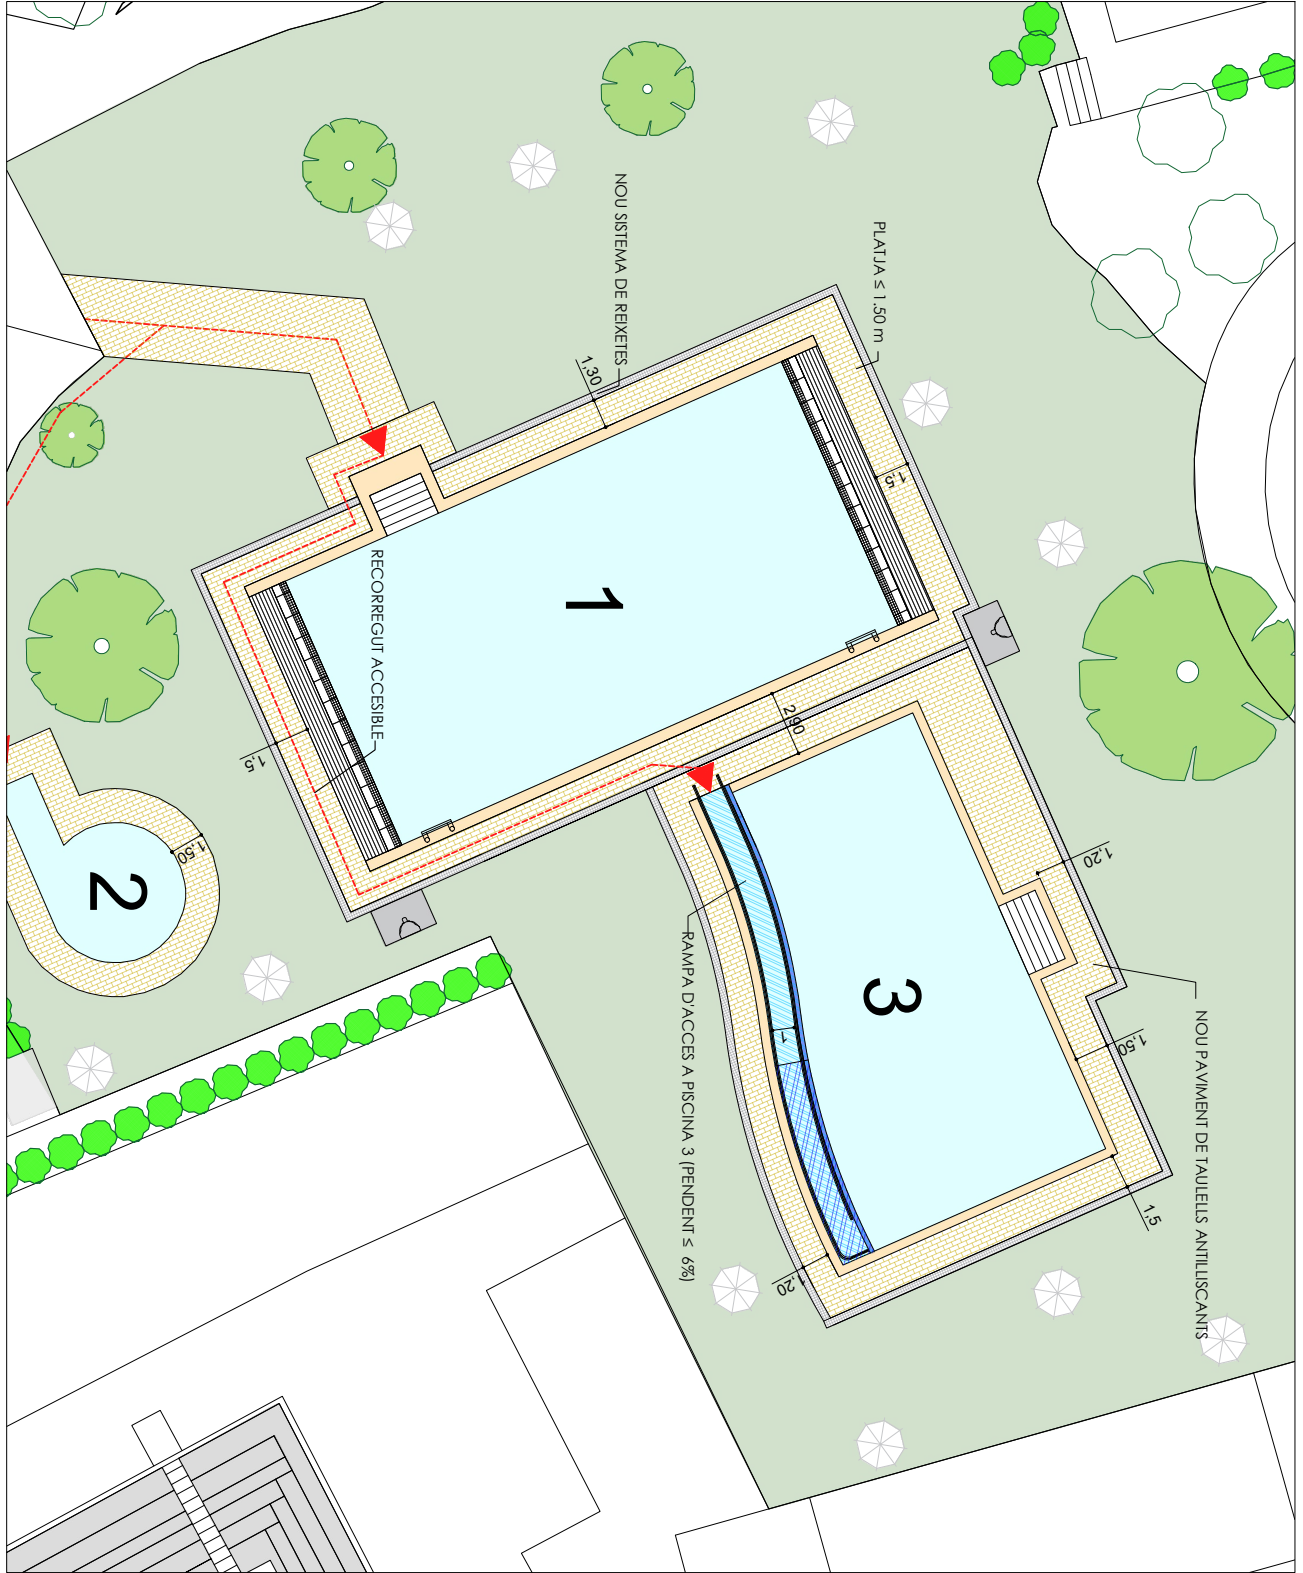 NOU PAVIMENT DE TAULELLS ANTILLISCANTS
PLATJA ≤ 1.50 m
NOU SISTEMA DE REIXETES
RECORREGUT ACCESIBLE
RAMPA D'ACCES A PISCINA 3 (PENDENT ≤ 6%)
1
2
3
1,30
1,5
2,90
1,5
1,50
1,20
1,50
1,5
1,20
1